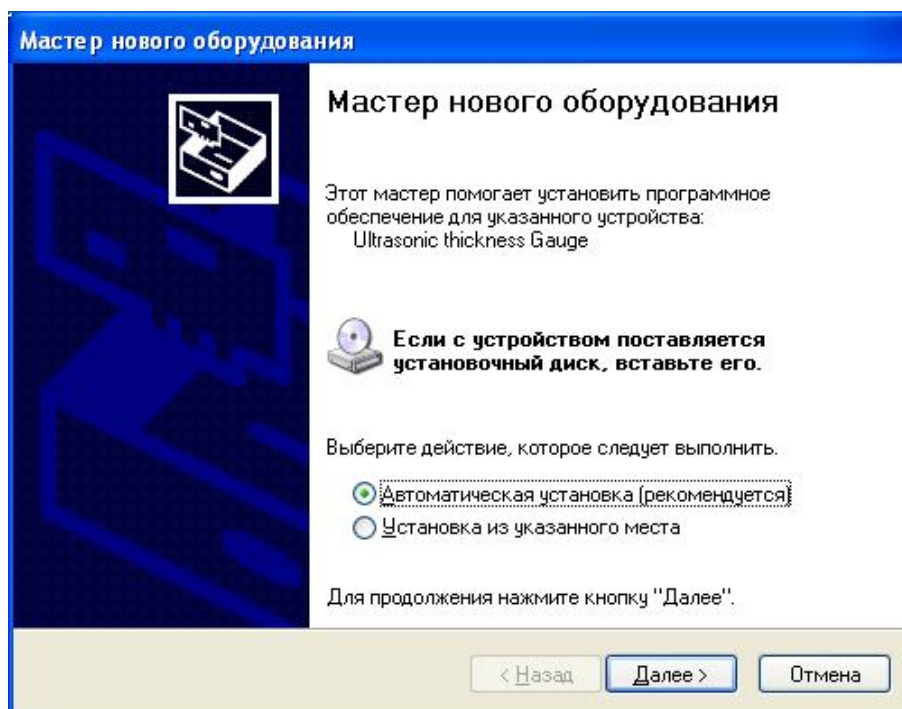 Мастер нового оборудования
Мастер нового оборудования
Этот мастер помогает установить программное
обеспечение для указанного устройства:
Ultrasonic thickness Gauge
Если с устройством поставляется
установочный диск, вставьте его.
Выберите действие, которое следует выполнить.
Автоматическая установка (рекомендуется)
Установка из указанного места
Для продолжения нажмите кнопку "Далее".
< Назад
Далее >
Отмена